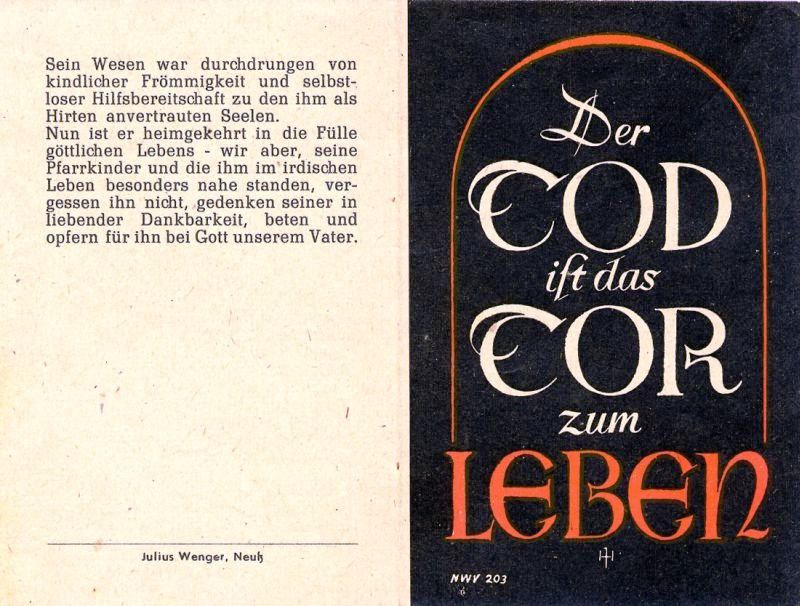 Sein Wesen war durchdrungen von
kindlicher Frömmigkeit und selbst-
loser Hilfsbereitschaft zu den ihm als
Hirten anvertrauten Seelen.
Nun ist er heimgekehrt in die Fülle
göttlichen Lebens - wir aber, seine
Pfarrkinder und die ihm im irdischen
Leben besonders nahe standen, ver-
gessen ihn nicht, gedenken seiner in
liebender Dankbarkeit, beten und
opfern für ihn bei Gott unserem Vater.
Julius Wenger, Neuß
Der
TOD
iſt das
TOR
zum
LEBEN
NWV 203
6